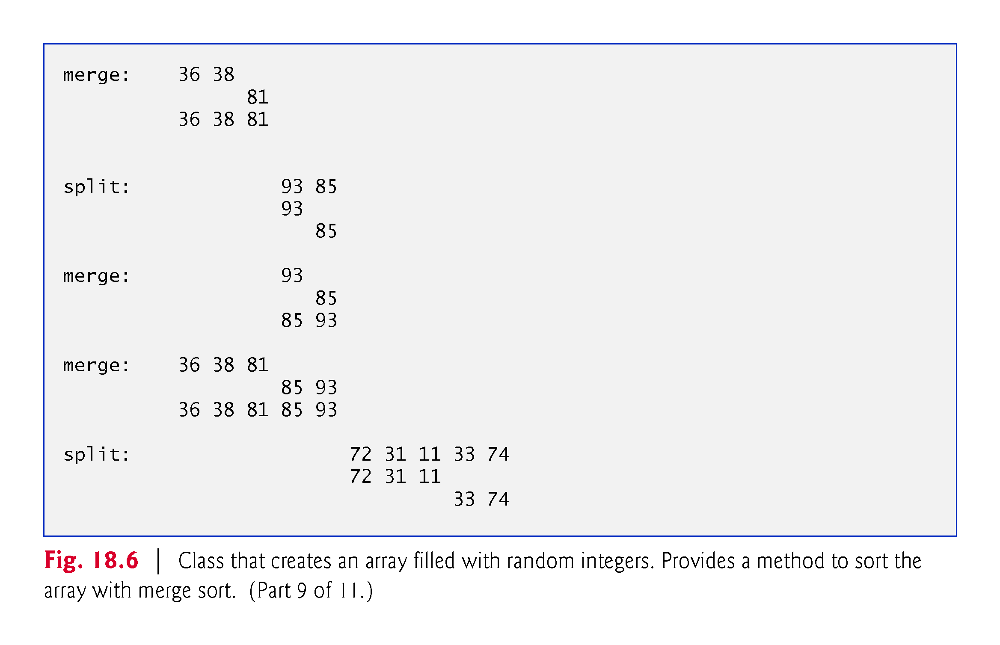 merge:    36 38
                81
          36 38 81
split:             93 85
                   93
                      85
merge:             93
                      85
                   85 93
merge:    36 38 81
                   85 93
          36 38 81 85 93
split:                   72 31 11 33 74
                         72 31 11
                                  33 74
Fig. 18.6 | Class that creates an array filled with random integers. Provides a method to sort the
array with merge sort. (Part 9 of 11.)